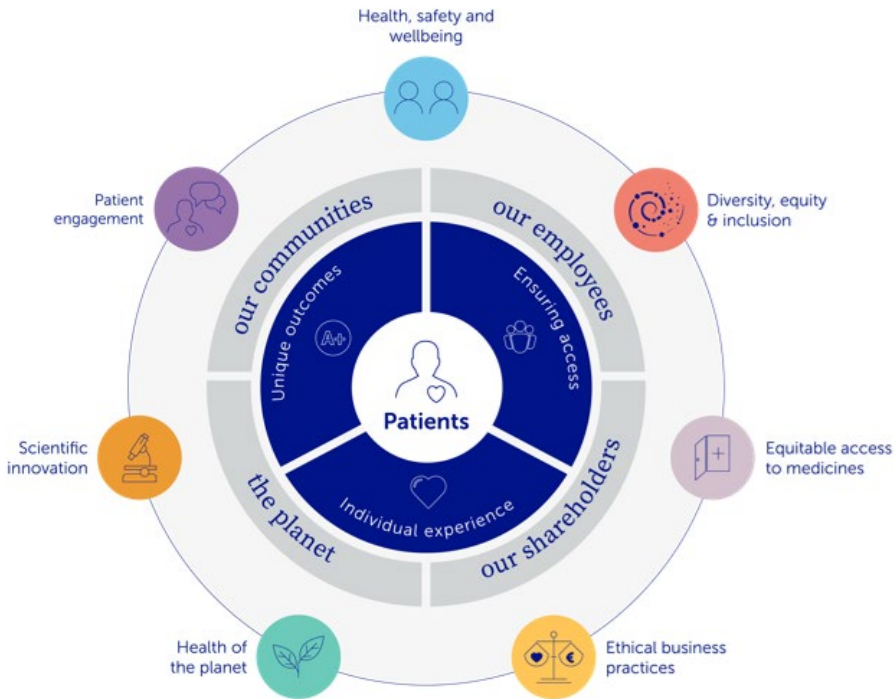 Health, safety and
wellbeing
Patient
engagement
Diversity, equity
& inclusion
our communities
our employees
Unique outcomes
A+
Ensuring access
Patients
Scientific
innovation
Equitable access
to medicines
the planet
Individual experience
our shareholders
Health of
the planet
€
Ethical business
practices